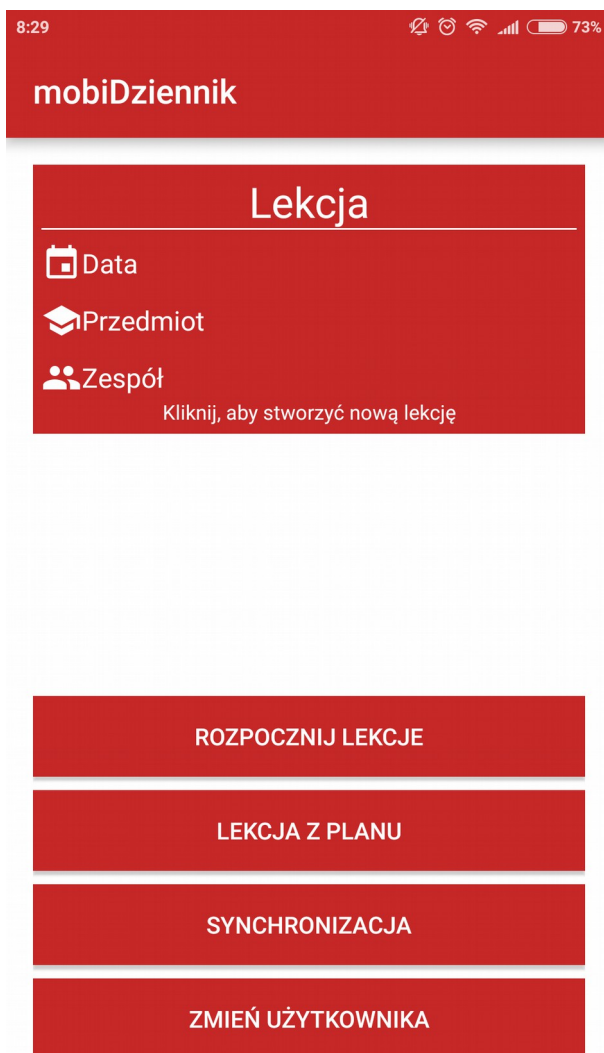 8:29 73%
mobiDziennik
Lekcja
Data
Przedmiot
Zespół
Kliknij, aby stworzyć nową lekcję
ROZPOCZNIJ LEKCJE
LEKCJA Z PLANU
SYNCHRONIZACJA
ZMIEŃ UŻYTKOWNIKA